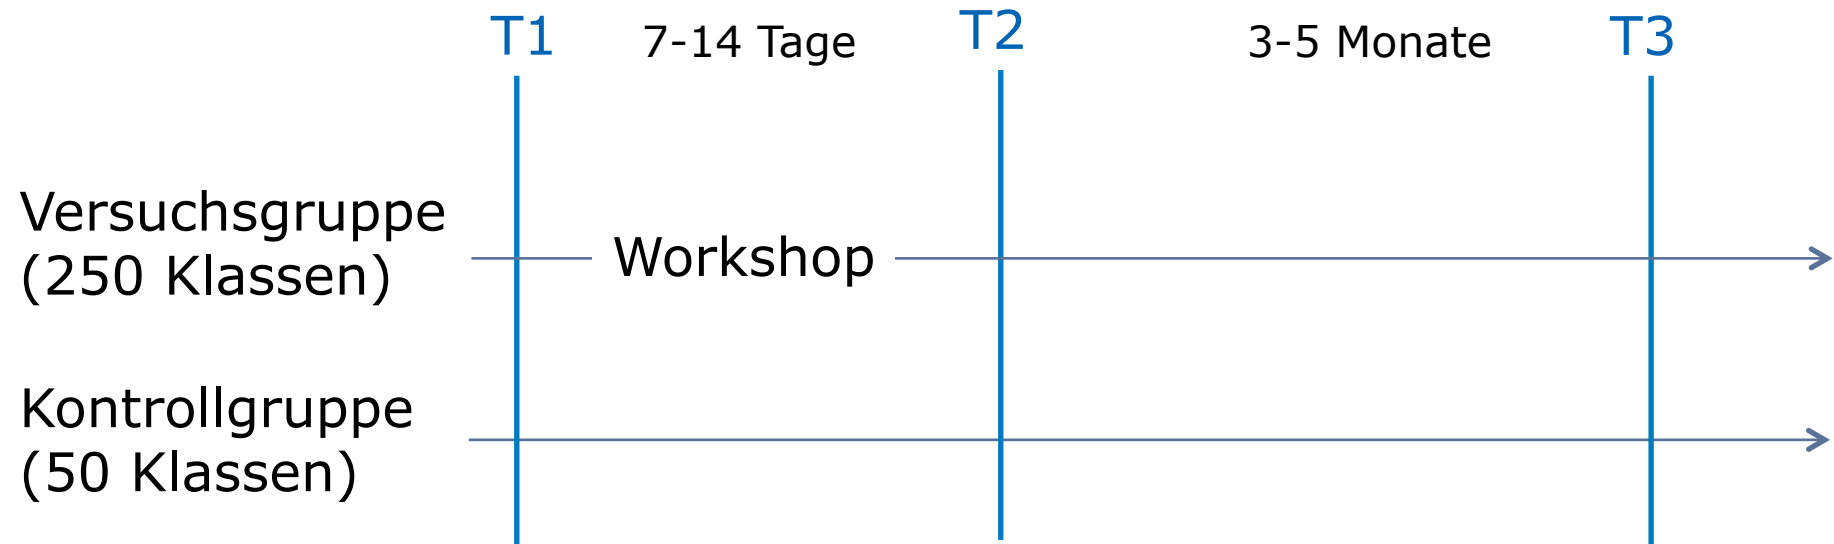 T1 7-14 Tage T2 3-5 Monate T3
Versuchsgruppe
(250 Klassen)
Workshop
Kontrollgruppe
(50 Klassen)